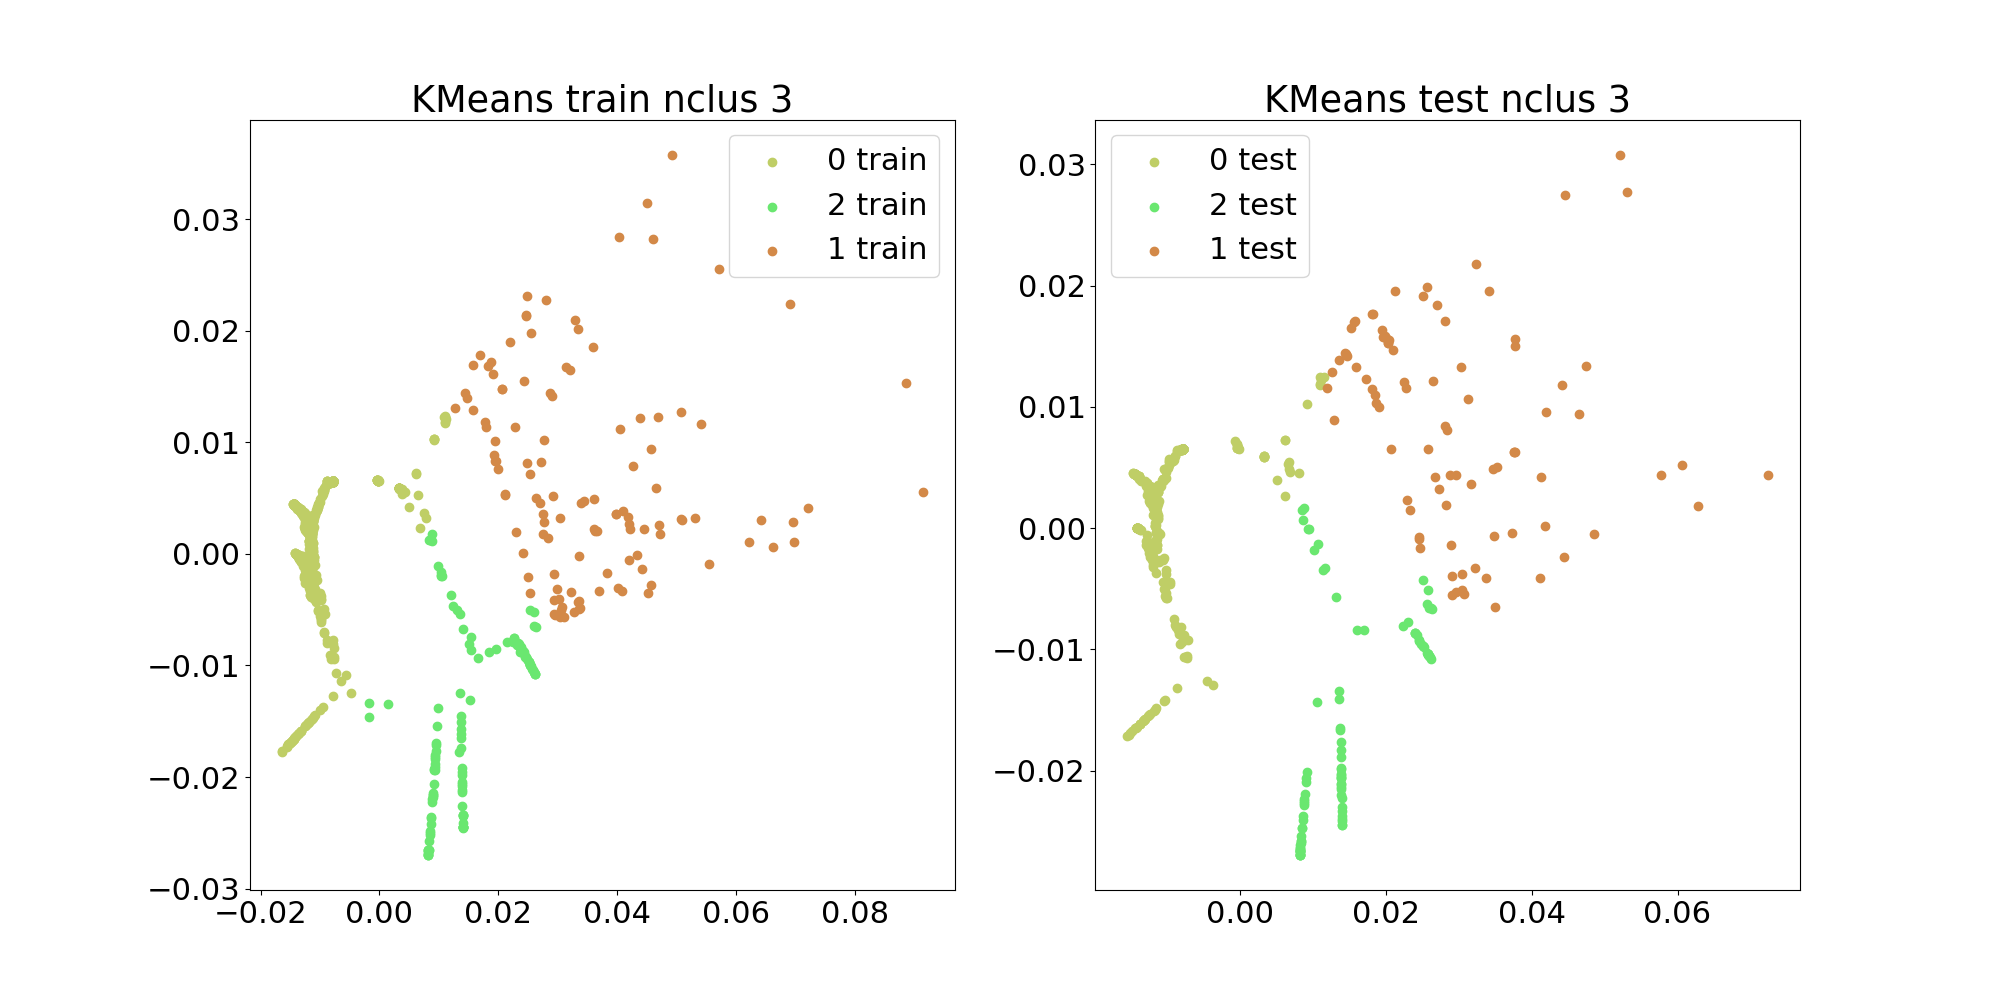 KMeans train nclus 3
0 train
2 train
1 train
0.03
0.02
0.01
0.00
−0.01
−0.02
−0.03
−0.02 0.00 0.02 0.04 0.06 0.08
KMeans test nclus 3
0 test
2 test
1 test
0.03
0.02
0.01
0.00
−0.01
−0.02
0.00 0.02 0.04 0.06